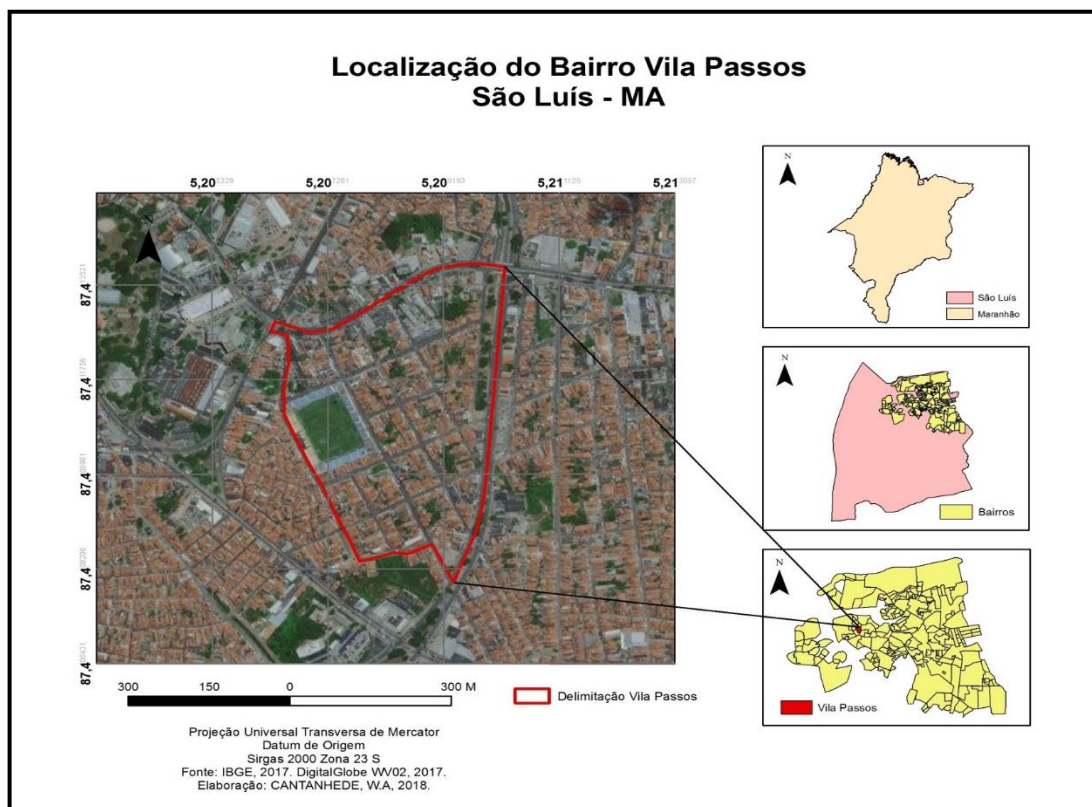 Localização do Bairro Vila Passos
São Luís - MA
N
5,20
5,20
5,20
5,21
5,21
87,4
87,4
87,4
87,4
87,4
300
150
0
300 M
Delimitação Vila Passos
Projeção Universal Transversa de Mercator
Datum de Origem
Sirgas 2000 Zona 23 S
Fonte: IBGE, 2017. DigitalGlobe WV02, 2017.
Elaboração: CANTANHEDE, W.A, 2018.
N
São Luís
Maranhão
N
Bairros
N
Vila Passos